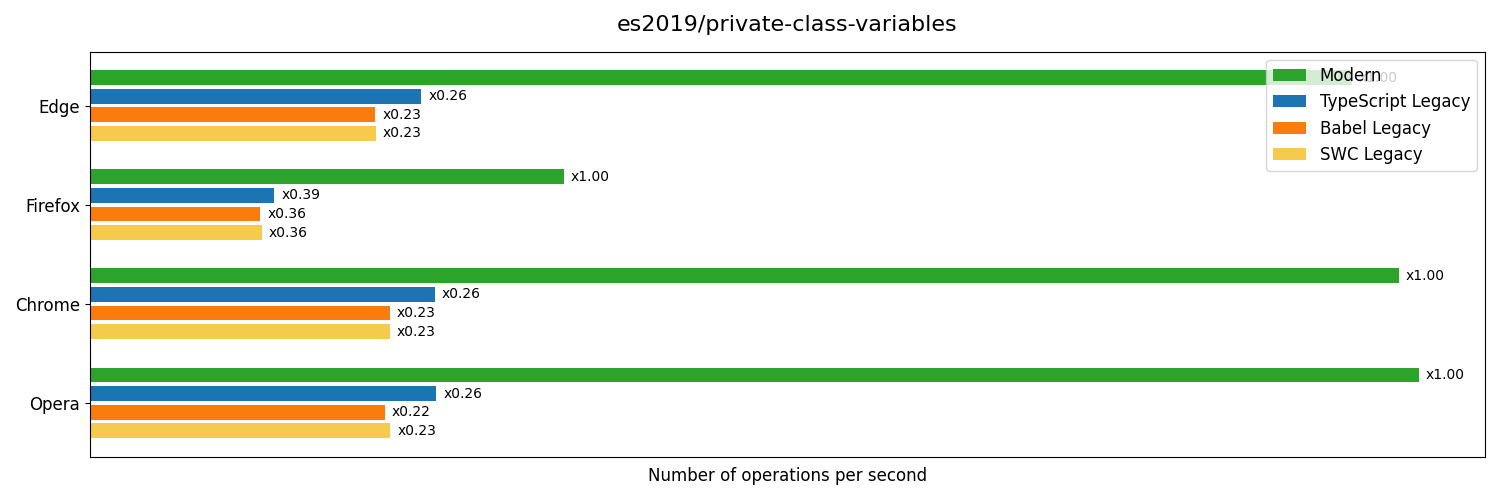 es2019/private-class-variables
Modern
TypeScript Legacy
Babel Legacy
SWC Legacy
Edge
x1.00
x0.26
x0.23
x0.23
Firefox
x1.00
x0.39
x0.36
x0.36
Chrome
x1.00
x0.26
x0.23
x0.23
Opera
x1.00
x0.26
x0.22
x0.23
Number of operations per second